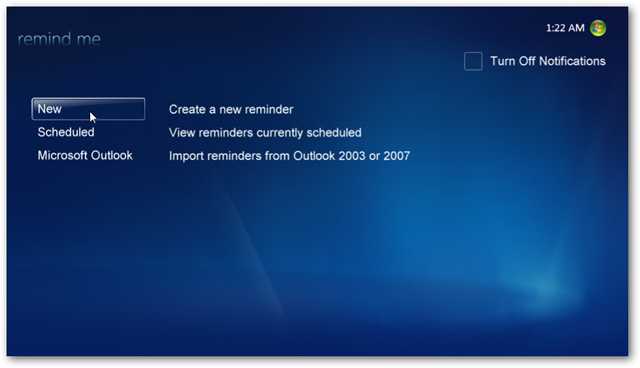 1:22 AM
remind me
Turn Off Notifications
New Create a new reminder
Scheduled View reminders currently scheduled
Microsoft Outlook Import reminders from Outlook 2003 or 2007